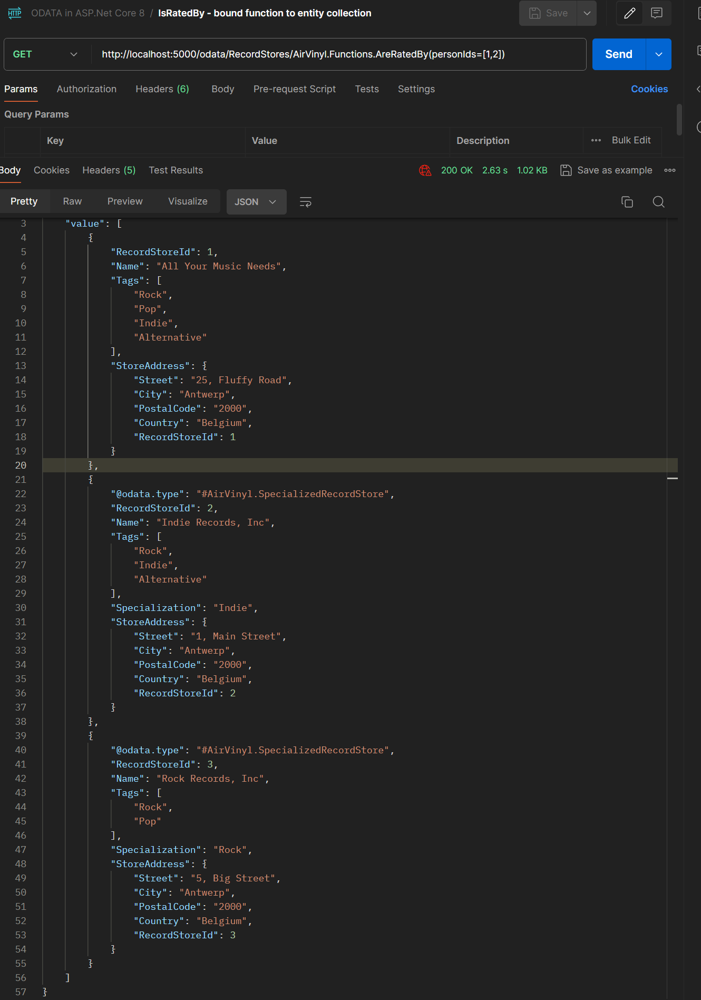 HTTP ODATA in ASP.Net Core 8 / IsRatedBy - bound function to entity collection Save
GET http://localhost:5000/odata/RecordStores/AirVinyl.Functions.AreRatedBy(personIds=[1,2]) Send
Params Authorization Headers (6) Body Pre-request Script Tests Settings Cookies
Query Params
Key Value Description Bulk Edit
Body Cookies Headers (5) Test Results 200 OK 2.63 s 1.02 KB Save as example
Pretty Raw Preview Visualize JSON
3 "value": [
4 {
5 "RecordStoreId": 1,
6 "Name": "All Your Music Needs",
7 "Tags": [
8 "Rock",
9 "Pop",
10 "Indie",
11 "Alternative"
12 ],
13 "StoreAddress": {
14 "Street": "25, Fluffy Road",
15 "City": "Antwerp",
16 "PostalCode": "2000",
17 "Country": "Belgium",
18 "RecordStoreId": 1
19 }
20 },
21 {
22 "@odata.type": "#AirVinyl.SpecializedRecordStore",
23 "RecordStoreId": 2,
24 "Name": "Indie Records, Inc",
25 "Tags": [
26 "Rock",
27 "Indie",
28 "Alternative"
29 ],
30 "Specialization": "Indie",
31 "StoreAddress": {
32 "Street": "1, Main Street",
33 "City": "Antwerp",
34 "PostalCode": "2000",
35 "Country": "Belgium",
36 "RecordStoreId": 2
37 }
38 },
39 {
40 "@odata.type": "#AirVinyl.SpecializedRecordStore",
41 "RecordStoreId": 3,
42 "Name": "Rock Records, Inc",
43 "Tags": [
44 "Rock",
45 "Pop"
46 ],
47 "Specialization": "Rock",
48 "StoreAddress": {
49 "Street": "5, Big Street",
50 "City": "Antwerp",
51 "PostalCode": "2000",
52 "Country": "Belgium",
53 "RecordStoreId": 3
54 }
55 }
56 ]
57 }